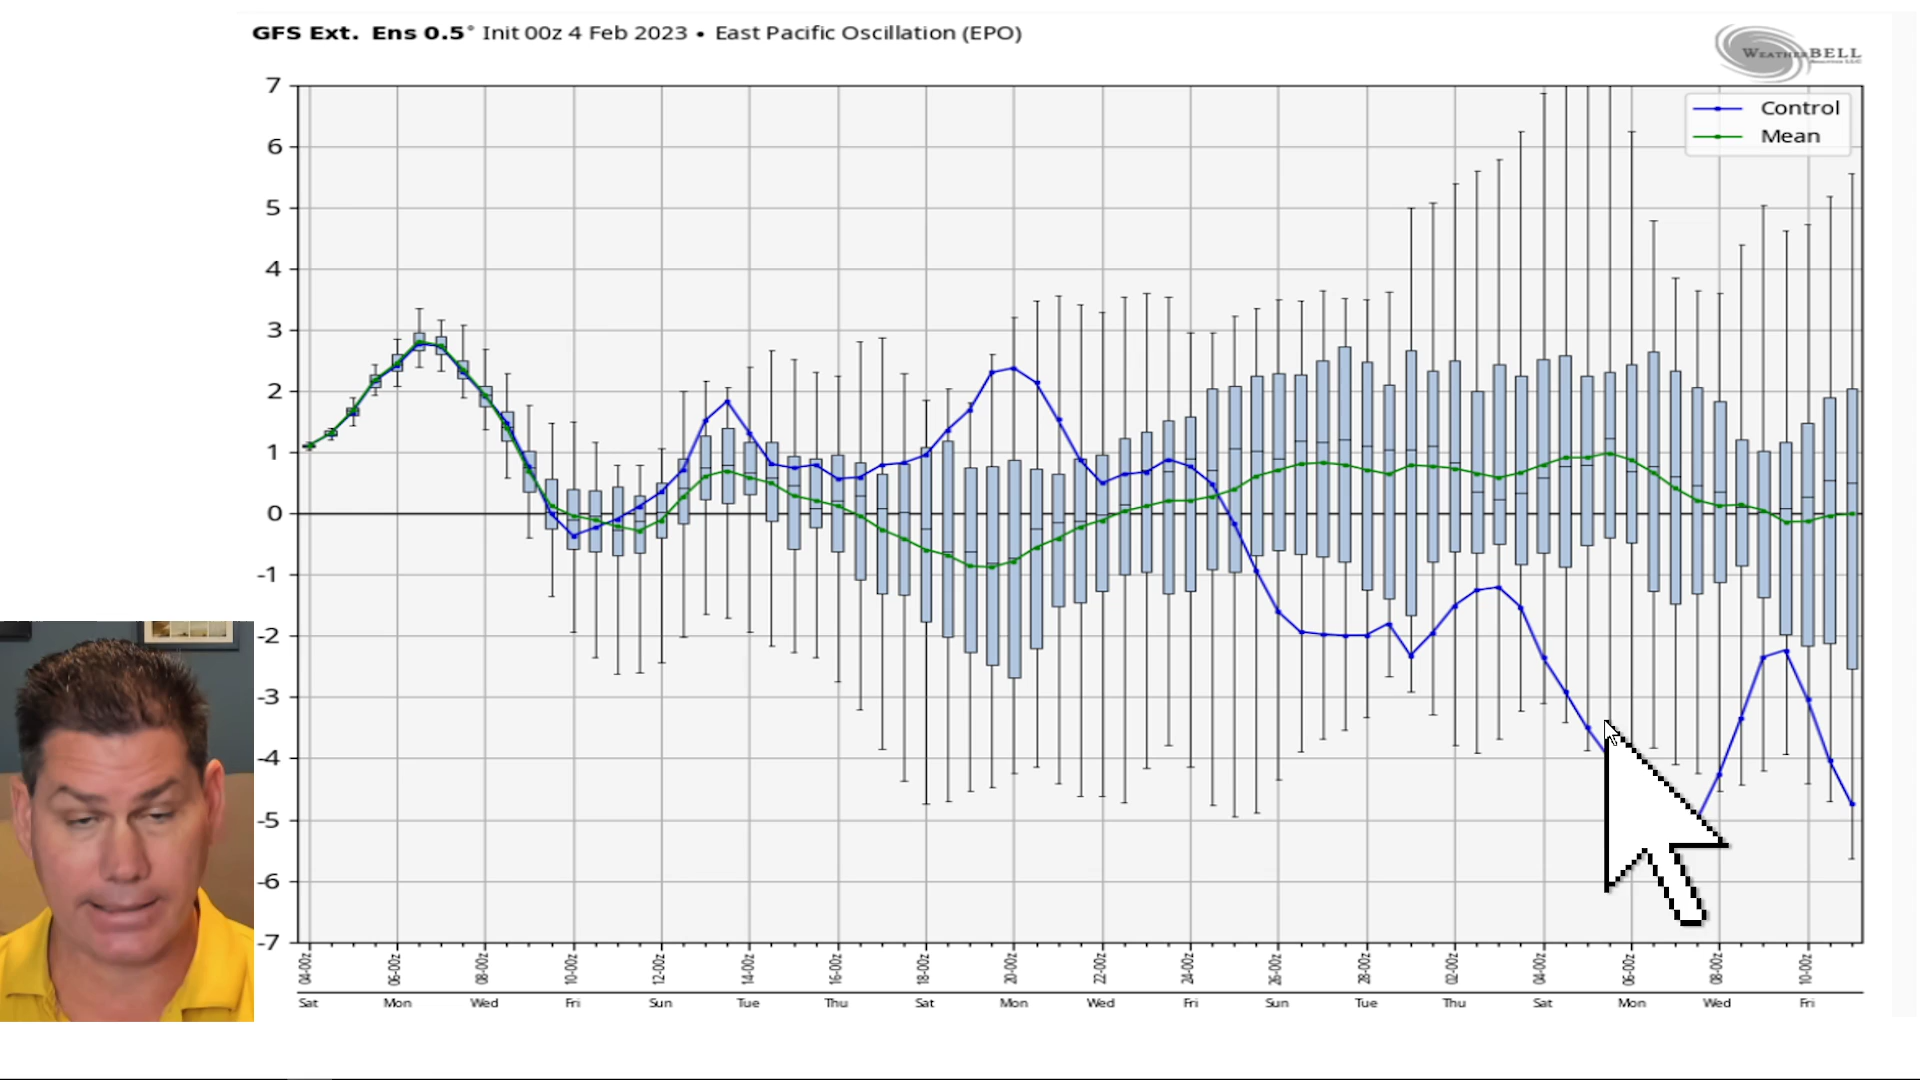 GFS Ext. Ens 0.5° Init 00z 4 Feb 2023 • East Pacific Oscillation (EPO)
WEATHERBELL
Control
Mean
7
6
5
4
3
2
1
0
-1
-2
-3
-4
-5
-6
-7
04-00z 06-00z 08-00z 10-00z 12-00z 14-00z 16-00z 18-00z 20-00z 22-00z 24-00z 26-00z 28-00z 02-00z 04-00z 06-00z 08-00z 10-00z
Sat Mon Wed Fri Sun Tue Thu Sat Mon Wed Fri Sun Tue Thu Sat Mon Wed Fri